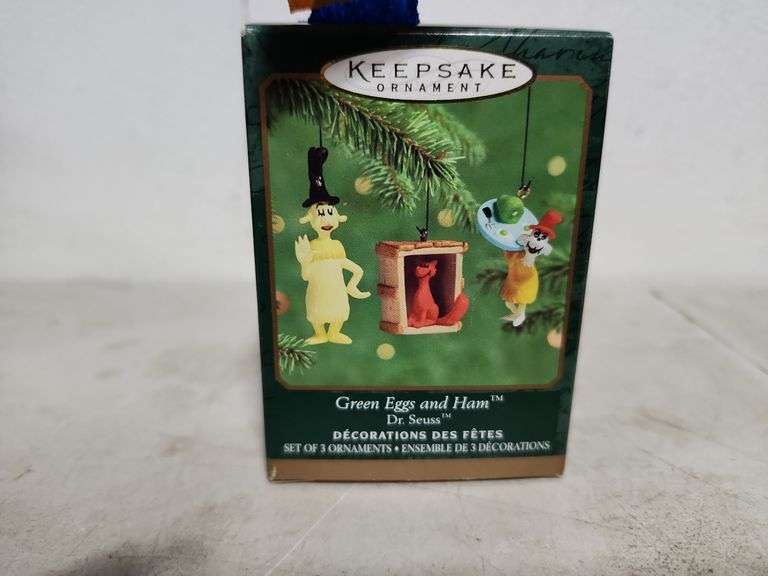 KEEPSAKE
ORNAMENT
Green Eggs and Ham™
Dr. Seuss™
DÉCORATIONS DES FÊTES
SET OF 3 ORNAMENTS • ENSEMBLE DE 3 DÉCORATIONS